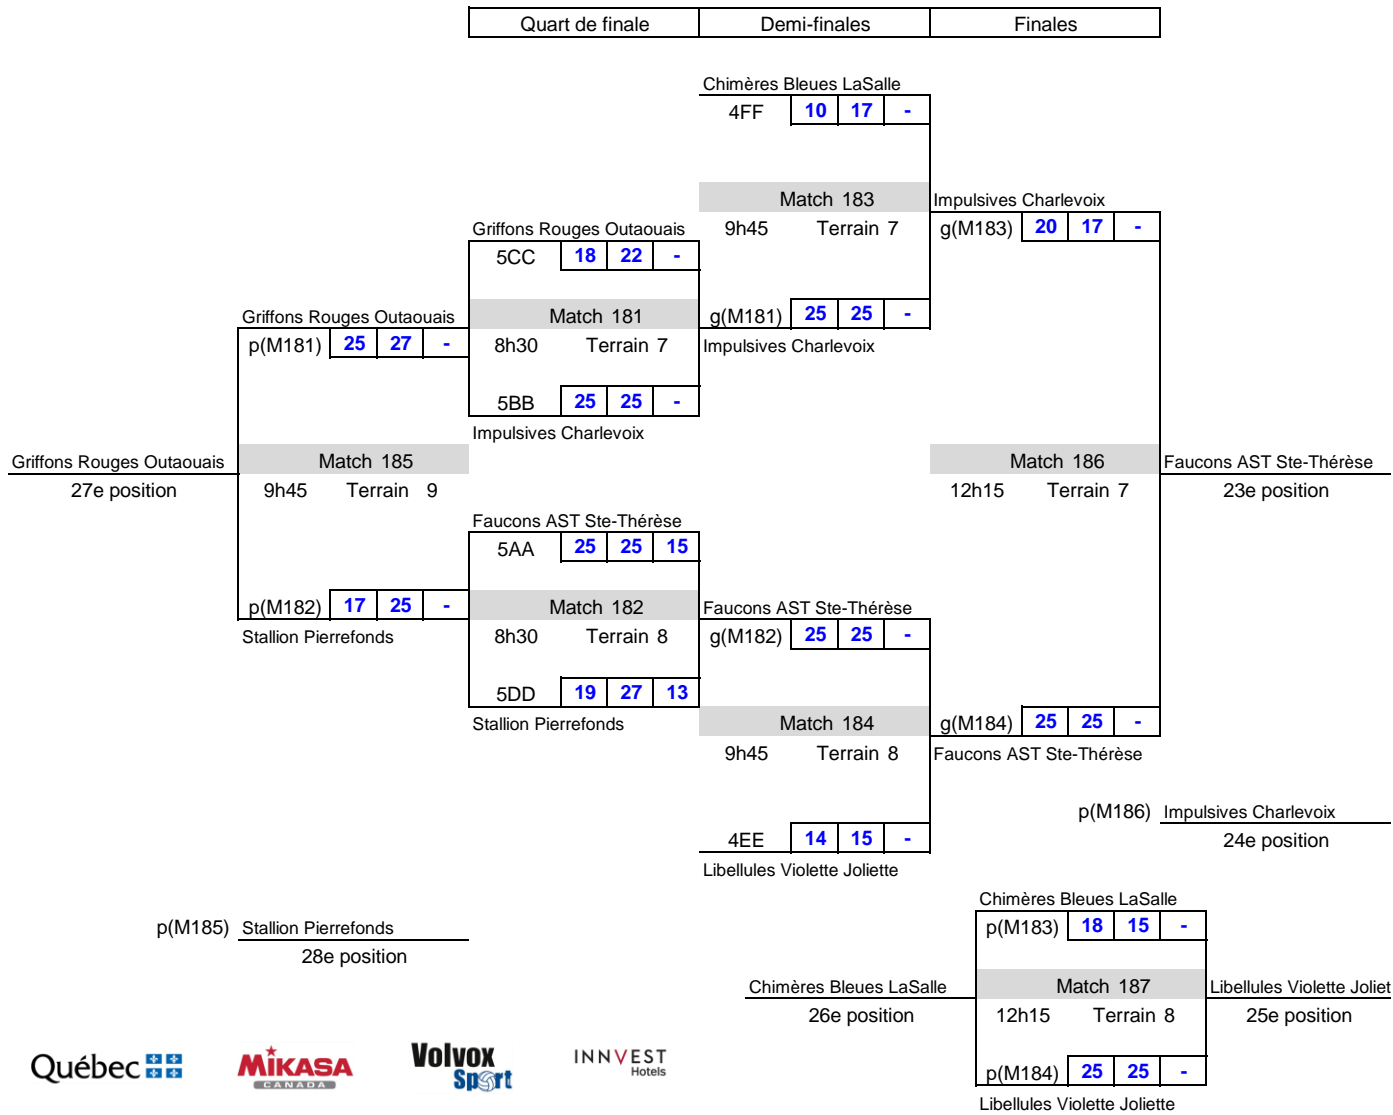 Quart de finale Demi-finales Finales
Chimères Bleues LaSalle
4FF 10 17 -
Match 183 Impulsives Charlevoix
Griffons Rouges Outaouais 9h45 Terrain 7 g(M183) 20 17 -
5CC 18 22 -
Griffons Rouges Outaouais Match 181 g(M181) 25 25 -
p(M181) 25 27 - 8h30 Terrain 7 Impulsives Charlevoix
5BB 25 25 -
Impulsives Charlevoix
Griffons Rouges Outaouais Match 185 Match 186 Faucons AST Ste-Thérèse
27e position 9h45 Terrain 9 12h15 Terrain 7 23e position
Faucons AST Ste-Thérèse
5AA 25 25 15
p(M182) 17 25 - Match 182 Faucons AST Ste-Thérèse
Stallion Pierrefonds 8h30 Terrain 8 g(M182) 25 25 -
5DD 19 27 13
Stallion Pierrefonds Match 184 g(M184) 25 25 -
9h45 Terrain 8 Faucons AST Ste-Thérèse
p(M186) Impulsives Charlevoix
4EE 14 15 - 24e position
Libellules Violette Joliette
Chimères Bleues LaSalle
p(M185) Stallion Pierrefonds p(M183) 18 15 -
28e position
Chimères Bleues LaSalle Match 187 Libellules Violette Joliet
26e position 12h15 Terrain 8 25e position
p(M184) 25 25 -
Libellules Violette Joliette
Québec
MIKASA
CANADA
Volvox
Sport
INNVEST
Hotels